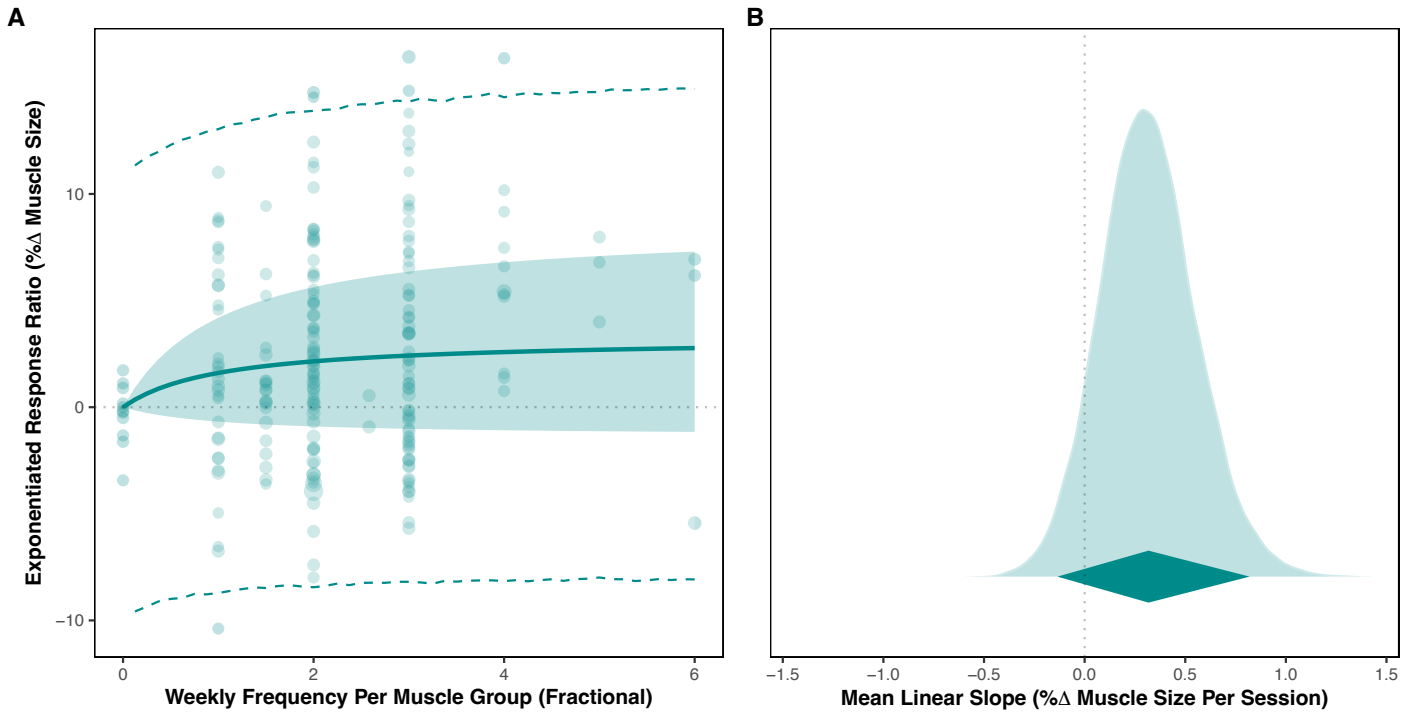 A
B
Exponentiated Response Ratio (%Δ Muscle Size)
10
0
−10
0
2
4
6
Weekly Frequency Per Muscle Group (Fractional)
−1.5
−1.0
−0.5
0.0
0.5
1.0
1.5
Mean Linear Slope (%Δ Muscle Size Per Session)